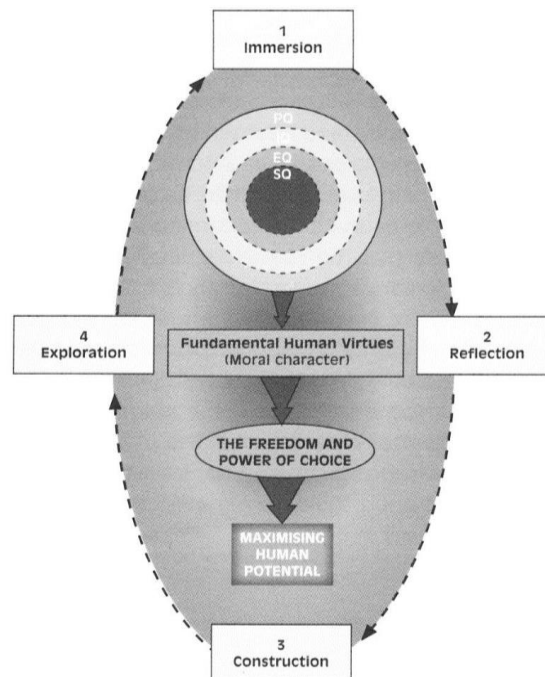 1
Immersion
PQ
EQ
SQ
4
Exploration
Fundamental Human Virtues
(Moral character)
2
Reflection
THE FREEDOM AND
POWER OF CHOICE
MAXIMISING
HUMAN
POTENTIAL
3
Construction